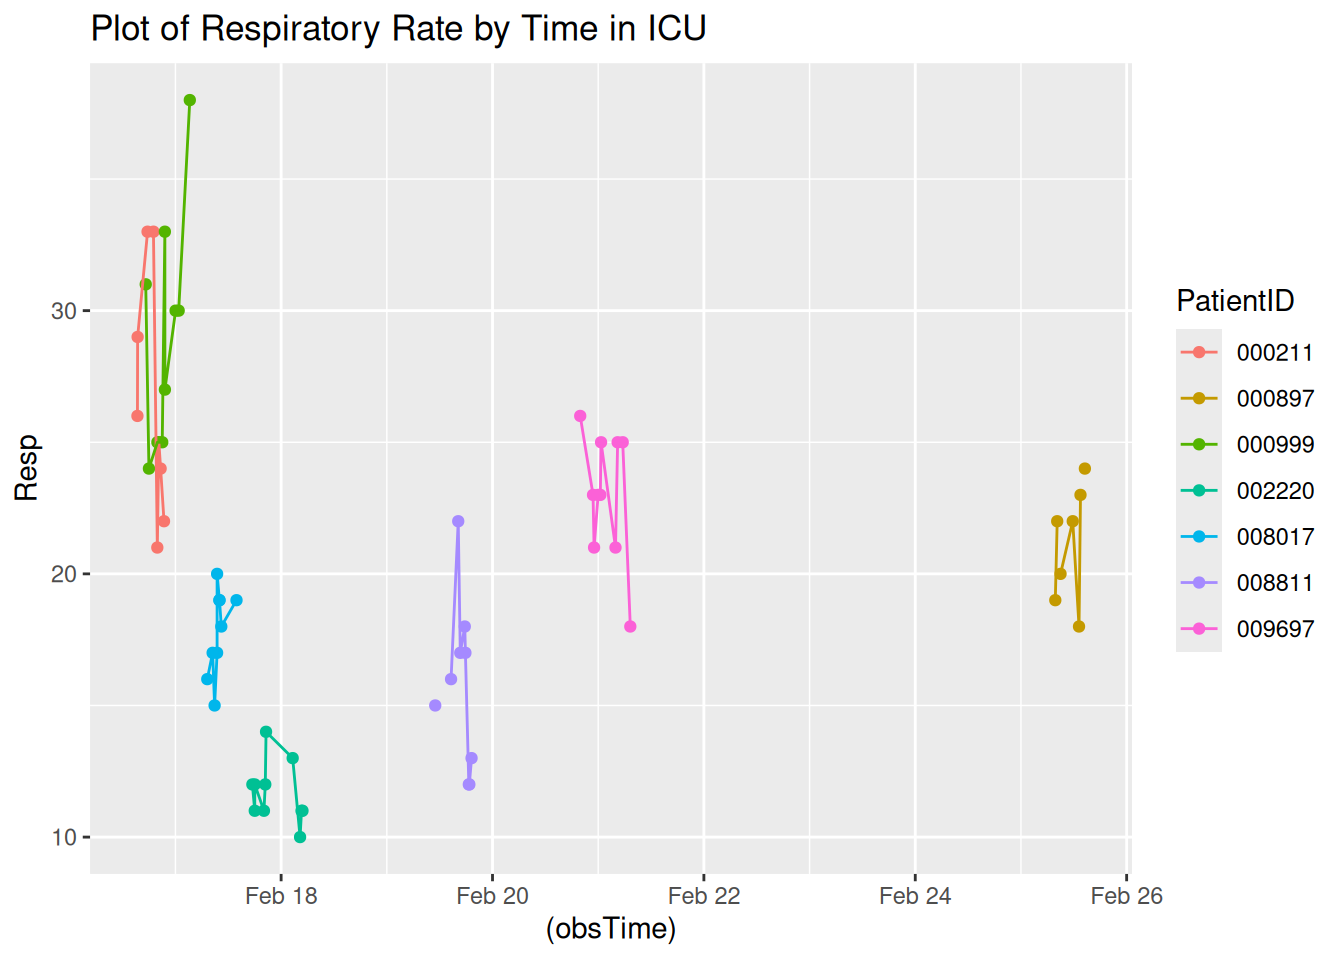 Plot of Respiratory Rate by Time in ICU
30
20
10
Resp
Feb 18
Feb 20
Feb 22
Feb 24
Feb 26
(obsTime)
PatientID
000211
000897
000999
002220
008017
008811
009697